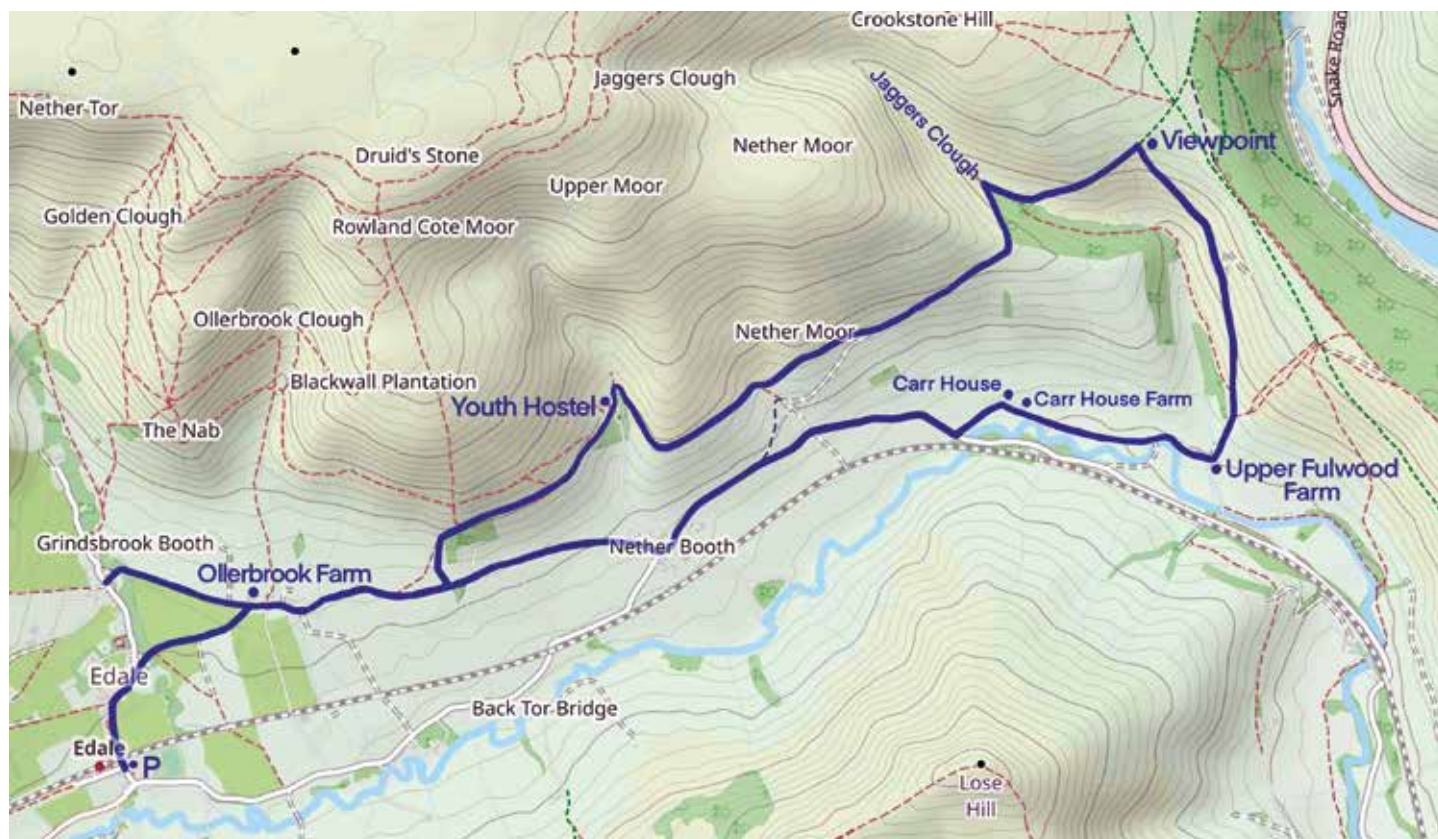 Crookstone Hill
Snake Road
Jaggers Clough
Jaggers Clough
Nether Tor
Nether Moor
Viewpoint
Druid's Stone
Upper Moor
Golden Clough
Rowland Cote Moor
Ollerbrook Clough
Nether Moor
Blackwall Plantation
Carr House
Carr House Farm
Youth Hostel
The Nab
Upper Fulwood
Farm
Grindsbrook Booth
Nether Booth
Ollerbrook Farm
Edale
Back Tor Bridge
Edale
P
Lose
Hill